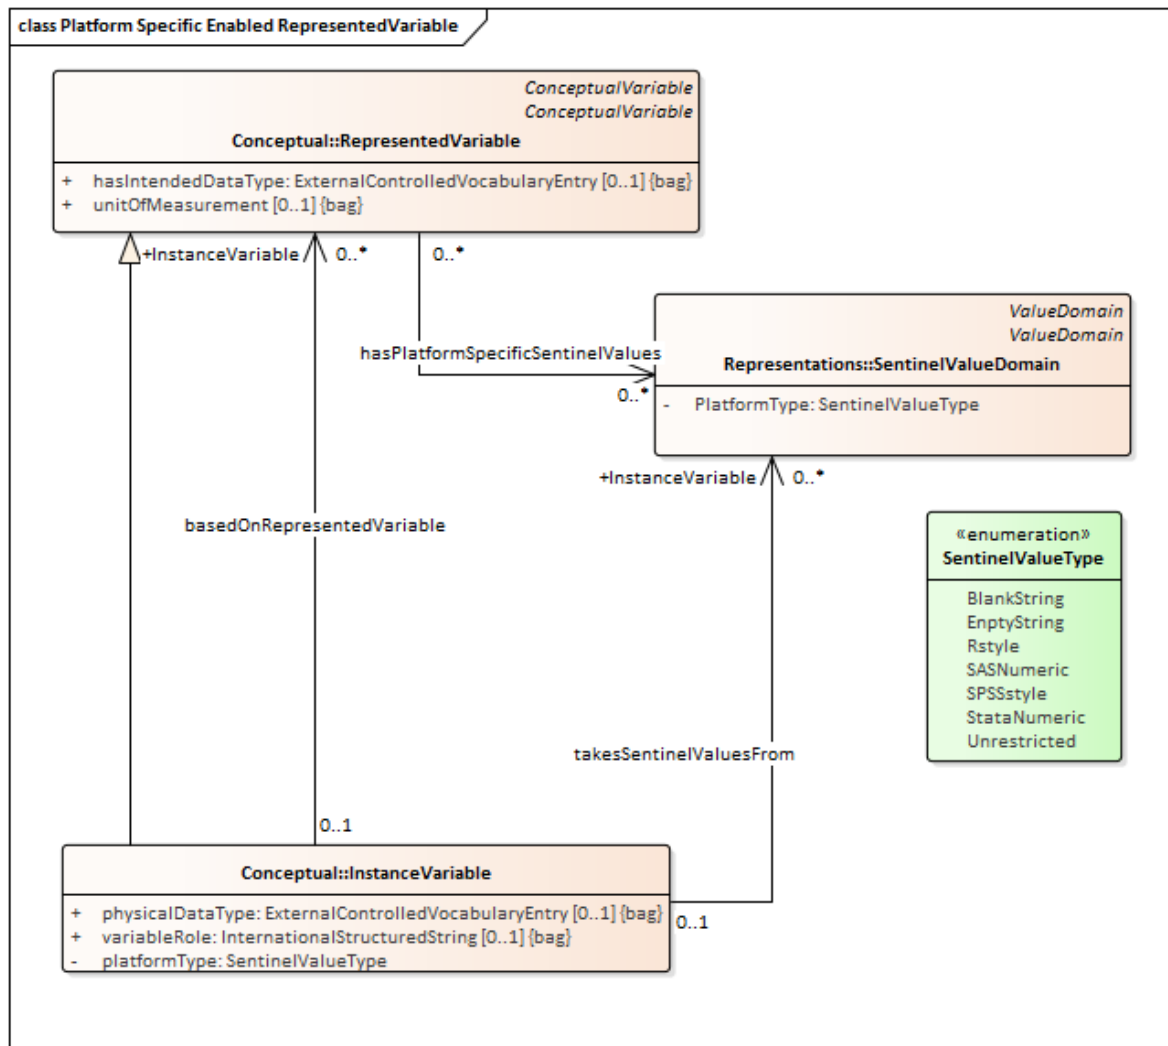 class Platform Specific Enabled RepresentedVariable
ConceptualVariable
ConceptualVariable
Conceptual::RepresentedVariable
+ hasIntendedDataType: ExternalControlledVocabularyEntry [0..1] {bag}
+ unitOfMeasurement [0..1] {bag}
+InstanceVariable 0..* 0..*
ValueDomain
ValueDomain
Representations::SentinelValueDomain
- PlatformType: SentinelValueType
hasPlatformSpecificSentinelValues
0..*
+InstanceVariable 0..*
basedOnRepresentedVariable
«enumeration»
SentinelValueType
BlankString
EnptyString
Rstyle
SASNumeric
SPSSstyle
StataNumeric
Unrestricted
takesSentinelValuesFrom
0..1
Conceptual::InstanceVariable
+ physicalDataType: ExternalControlledVocabularyEntry [0..1] {bag}
+ variableRole: InternationalStructuredString [0..1] {bag}
- platformType: SentinelValueType
0..1